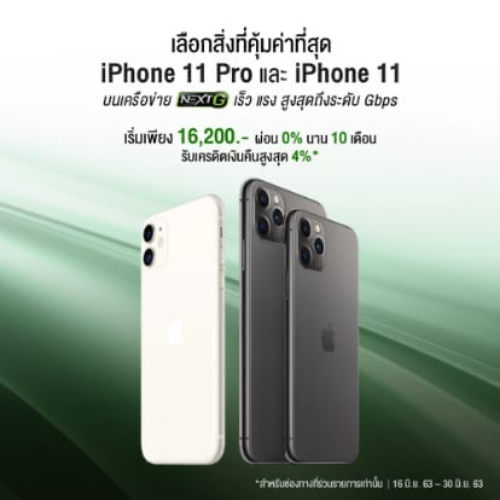 เลือกสิ่งที่คุ้มค่าที่สุด
iPhone 11 Pro และ iPhone 11
บนเครือข่าย NEXTG เร็ว แรง สูงสุดถึงระดับ Gbps
เริ่มเพียง 16,200.- ผ่อน 0% นาน 10 เดือน
รับเครดิตเงินคืนสูงสุด 4%*
*สำหรับช่องทางที่ร่วมรายการเท่านั้น | 16 มิ.ย. 63 – 30 มิ.ย. 63